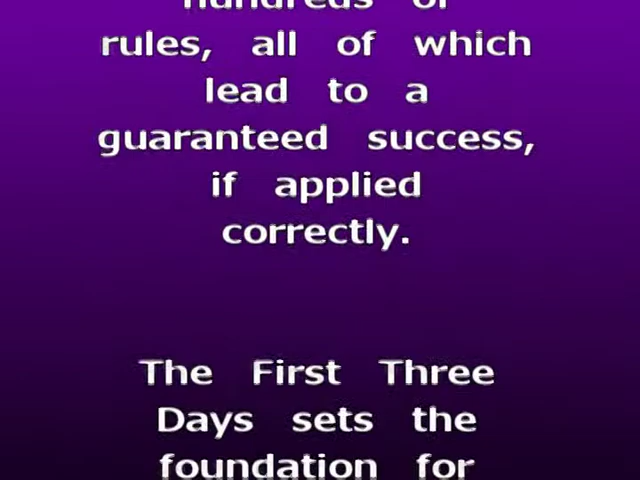 hundreds of
rules, all of which
lead to a
guaranteed success,
if applied
correctly.
The First Three
Days sets the
foundation for